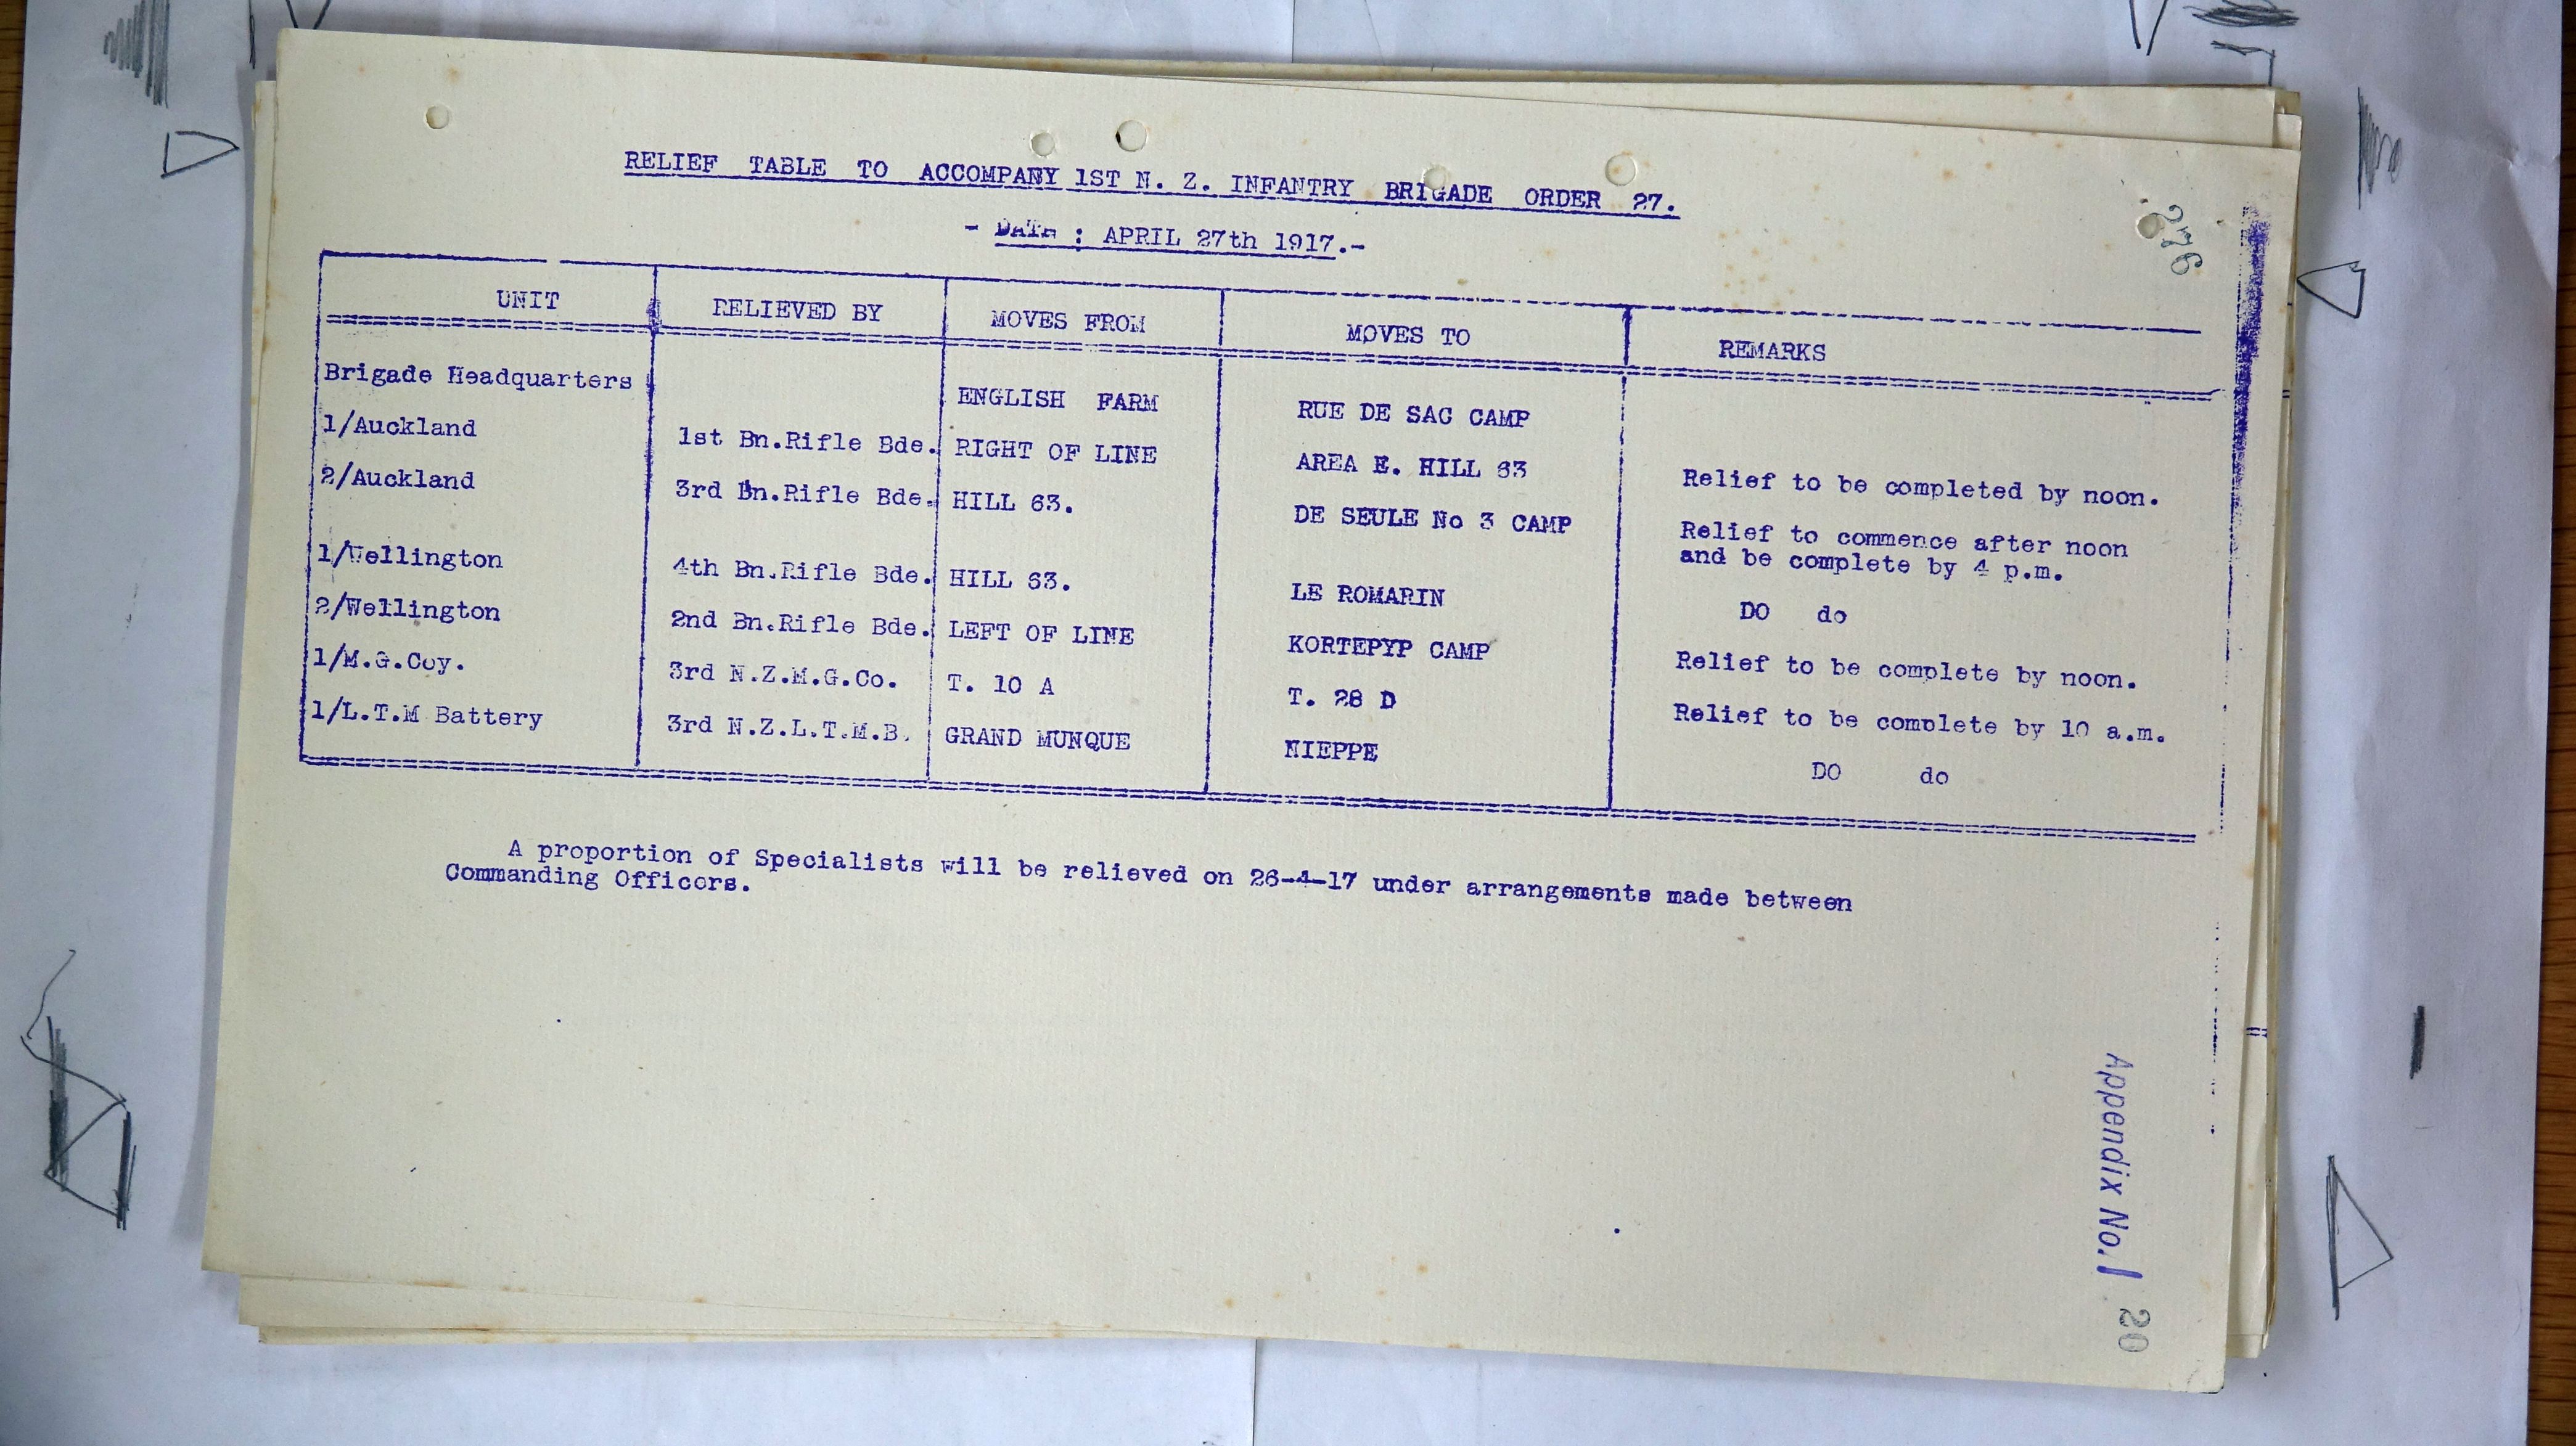 RELIEF TABLE TO ACCOMPANY 1ST N. Z. INFANTRY BRIGADE ORDER 27.
- DATE : APRIL 27th 1917.-
276
UNIT RELIEVED BY MOVES FROM MOVES TO REMARKS
Brigade Headquarters ENGLISH FARM RUE DE SAC CAMP
1/Auckland 1st Bn.Rifle Bde. RIGHT OF LINE AREA E. HILL 63 Relief to be completed by noon.
2/Auckland 3rd Bn.Rifle Bde. HILL 63. DE SEULE No 3 CAMP Relief to commence after noon
and be complete by 4 p.m.
1/Wellington 4th Bn.Rifle Bde. HILL 63. LE ROMARIN DO do
2/Wellington 2nd Bn.Rifle Bde. LEFT OF LINE KORTEPYP CAMP Relief to be complete by noon.
1/M.G.Coy. 3rd N.Z.M.G.Co. T. 10 A T. 28 D Relief to be complete by 10 a.m.
1/L.T.M Battery 3rd N.Z.L.T.M.B. GRAND MUNQUE NIEPPE DO do
A proportion of Specialists will be relieved on 26-4-17 under arrangements made between
Commanding Officers.
Appendix No. 1
20